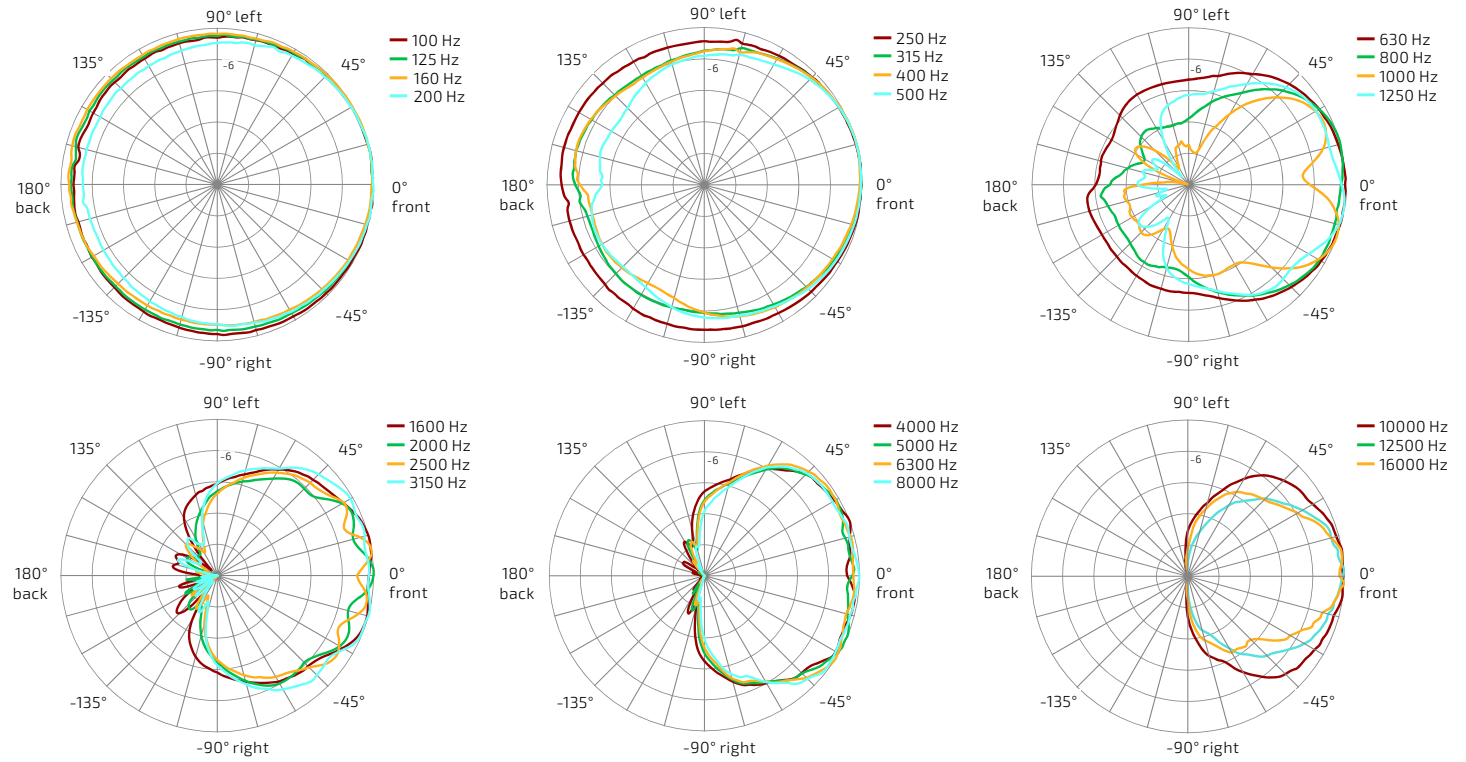 90° left
135°
45°
-6
180°
back
0°
front
-135°
-45°
-90° right
100 Hz
125 Hz
160 Hz
200 Hz
90° left
135°
45°
-6
180°
back
0°
front
-135°
-45°
-90° right
250 Hz
315 Hz
400 Hz
500 Hz
90° left
135°
45°
-6
180°
back
0°
front
-135°
-45°
-90° right
630 Hz
800 Hz
1000 Hz
1250 Hz
90° left
135°
45°
-6
180°
back
0°
front
-135°
-45°
-90° right
1600 Hz
2000 Hz
2500 Hz
3150 Hz
90° left
135°
45°
-6
180°
back
0°
front
-135°
-45°
-90° right
4000 Hz
5000 Hz
6300 Hz
8000 Hz
90° left
135°
45°
-6
180°
back
0°
front
-135°
-45°
-90° right
10000 Hz
12500 Hz
16000 Hz